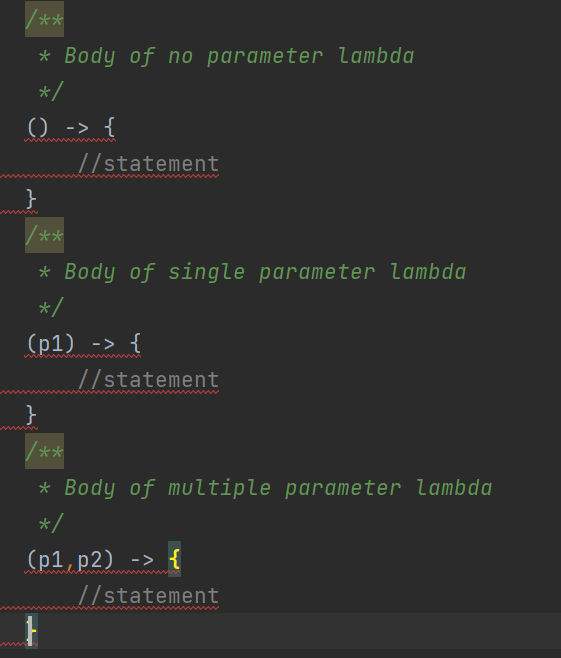 /**
* Body of no parameter lambda
*/
() -> {
//statement
}
/**
* Body of single parameter lambda
*/
(p1) -> {
//statement
}
/**
* Body of multiple parameter lambda
*/
(p1,p2) -> {
//statement
}